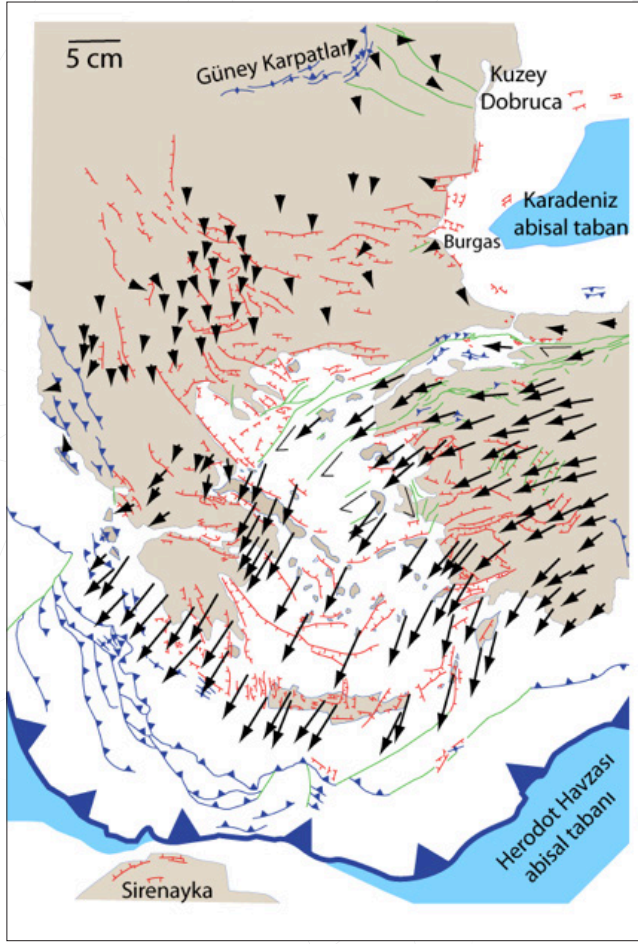 5 cm
Güney Karpatlar
Kuzey
Dobruca
Karadeniz
abisal taban
Burgas
Herodot Havzası
abisal tabanı
Sirenayka